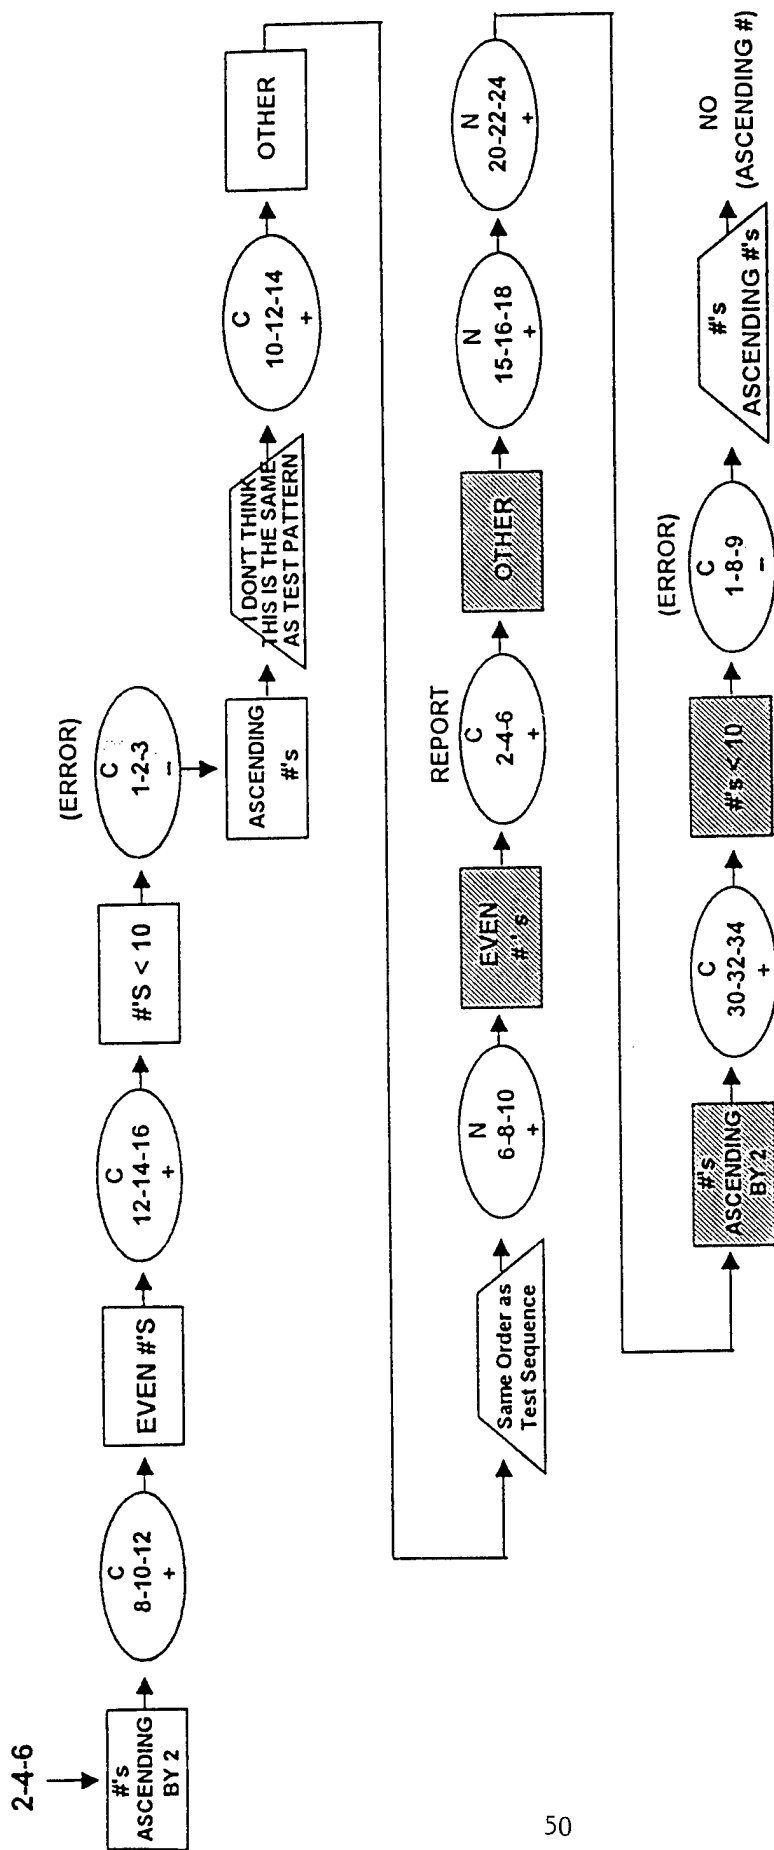 2-4-6
#'s
ASCENDING
BY 2
C
8-10-12
+
EVEN #'S
C
12-14-16
+
#'S < 10
(ERROR)
C
1-2-3
–
ASCENDING
#'s
I DON'T THINK
THIS IS THE SAME
AS TEST PATTERN
C
10-12-14
+
OTHER
Same Order as
Test Sequence
N
6-8-10
+
EVEN
#'s
REPORT
C
2-4-6
+
OTHER
N
15-16-18
+
N
20-22-24
+
#'s
ASCENDING
BY 2
C
30-32-34
+
#'s < 10
(ERROR)
C
1-8-9
–
#'s
ASCENDING #'s
NO
(ASCENDING #)
50